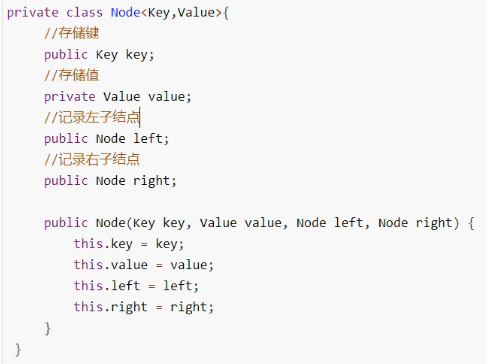 private class Node<Key,Value>{
    //存储键
    public Key key;
    //存储值
    private Value value;
    //记录左子结点
    public Node left;
    //记录右子结点
    public Node right;
    public Node(Key key, Value value, Node left, Node right) {
        this.key = key;
        this.value = value;
        this.left = left;
        this.right = right;
    }
}